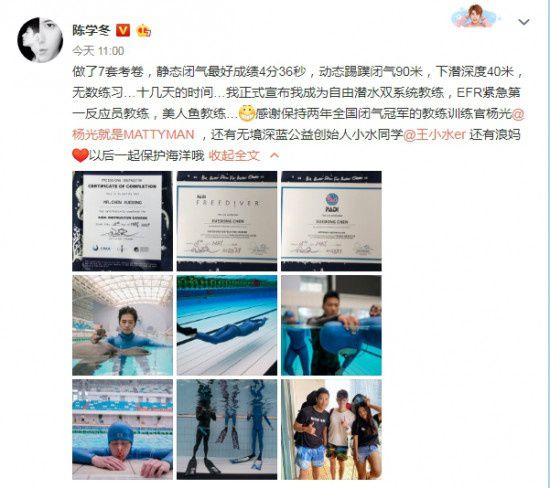 陈学冬
今天 11:00
做了7套考卷，静态闭气最好成绩4分36秒，动态踢蹼闭气90米，下潜深度40米，
无数练习…十几天的时间…我正式宣布我成为自由潜水双系统教练，EFR紧急第
一反应员教练，美人鱼教练…感谢保持两年全国闭气冠军的教练训练官杨光@
杨光就是MATTYMAN ，还有无境深蓝公益创始人小水同学@王小水er 还有浪妈
以后一起保护海洋哦 收起全文
CERTIFICATE OF COMPLETION
MR.CHEN XUEDONG
PADI
FREEDIVER
XUEDONG CHEN
PADI
XUEDONG CHEN